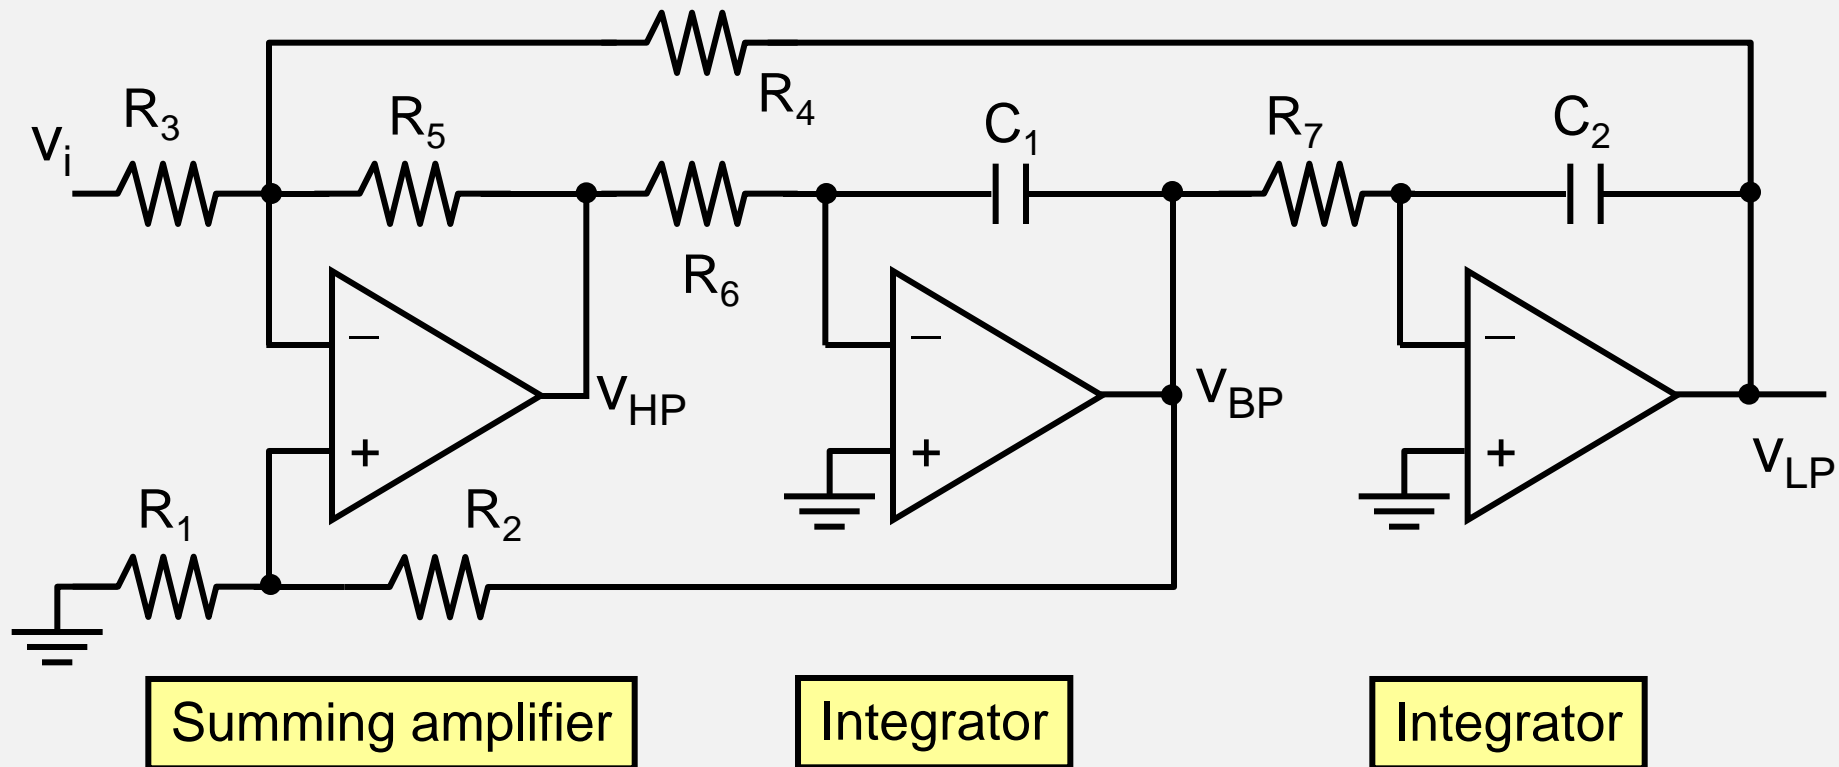 R4
R3
R5
C1
R7
C2
vi
R6
−
−
−
vHP
vBP
+
+
+
vLP
R1
R2
Summing amplifier
Integrator
Integrator